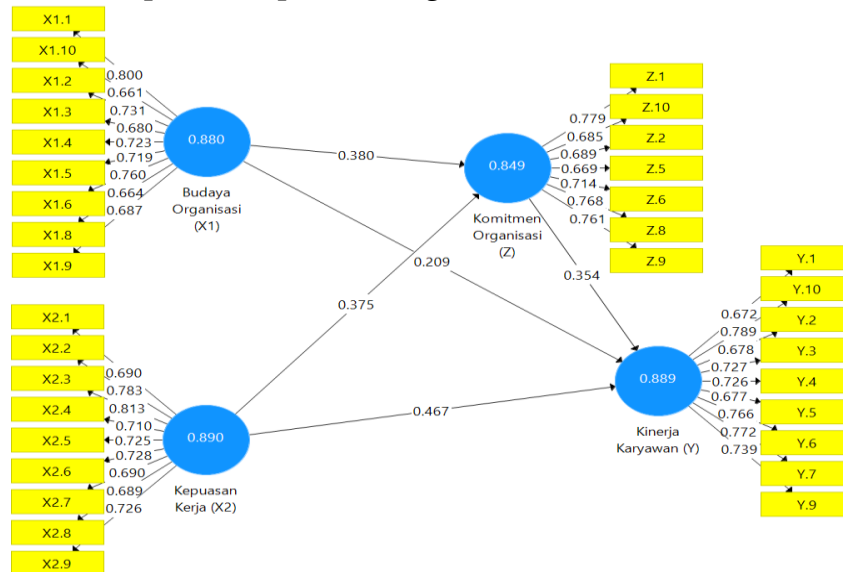 X1.1
X1.10
X1.2
X1.3
X1.4
X1.5
X1.6
X1.8
X1.9
0.800
0.661
0.731
0.680
0.723
0.719
0.760
0.664
0.687
0.880
Budaya
Organisasi
(X1)
0.380
0.209
0.375
0.849
Komitmen
Organisasi
(Z)
0.779
0.685
0.689
0.669
0.714
0.768
0.761
Z.1
Z.10
Z.2
Z.5
Z.6
Z.8
Z.9
0.354
X2.1
X2.2
X2.3
X2.4
X2.5
X2.6
X2.7
X2.8
X2.9
0.690
0.783
0.813
0.710
0.725
0.728
0.690
0.689
0.726
0.890
Kepuasan
Kerja (X2)
0.467
0.889
Kinerja
Karyawan (Y)
0.672
0.789
0.678
0.727
0.726
0.677
0.766
0.772
0.739
Y.1
Y.10
Y.2
Y.3
Y.4
Y.5
Y.6
Y.7
Y.9